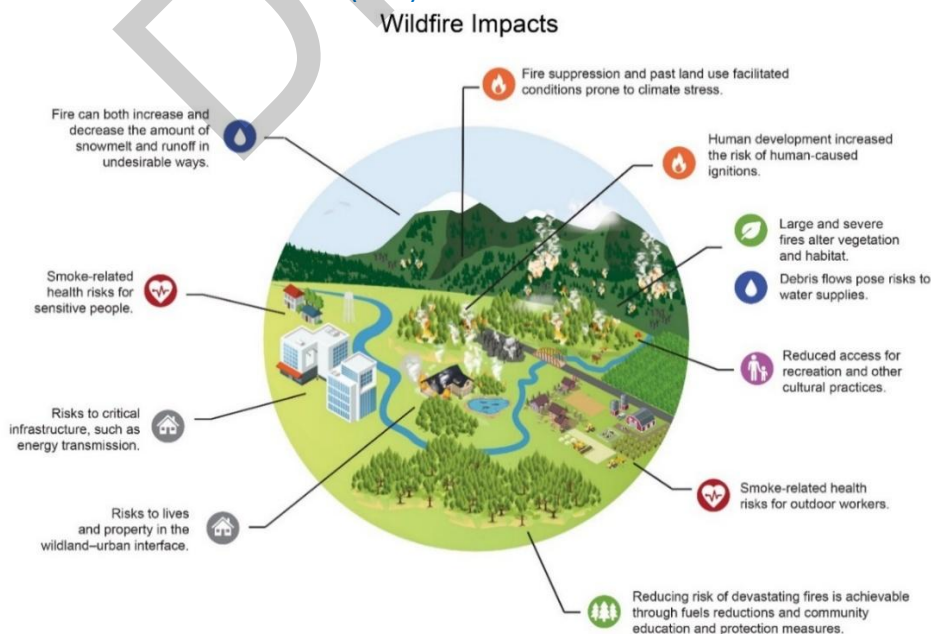 Wildfire Impacts
Fire suppression and past land use facilitated
conditions prone to climate stress.
Fire can both increase and
decrease the amount of
snowmelt and runoff in
undesirable ways.
Human development increased
the risk of human-caused
ignitions.
Large and severe
fires alter vegetation
and habitat.
Debris flows pose risks to
water supplies.
Smoke-related
health risks for
sensitive people.
Reduced access for
recreation and other
cultural practices.
Risks to critical
infrastructure, such as
energy transmission.
Smoke-related health
risks for outdoor workers.
Risks to lives
and property in the
wildland–urban interface.
Reducing risk of devastating fires is achievable
through fuels reductions and community
education and protection measures.